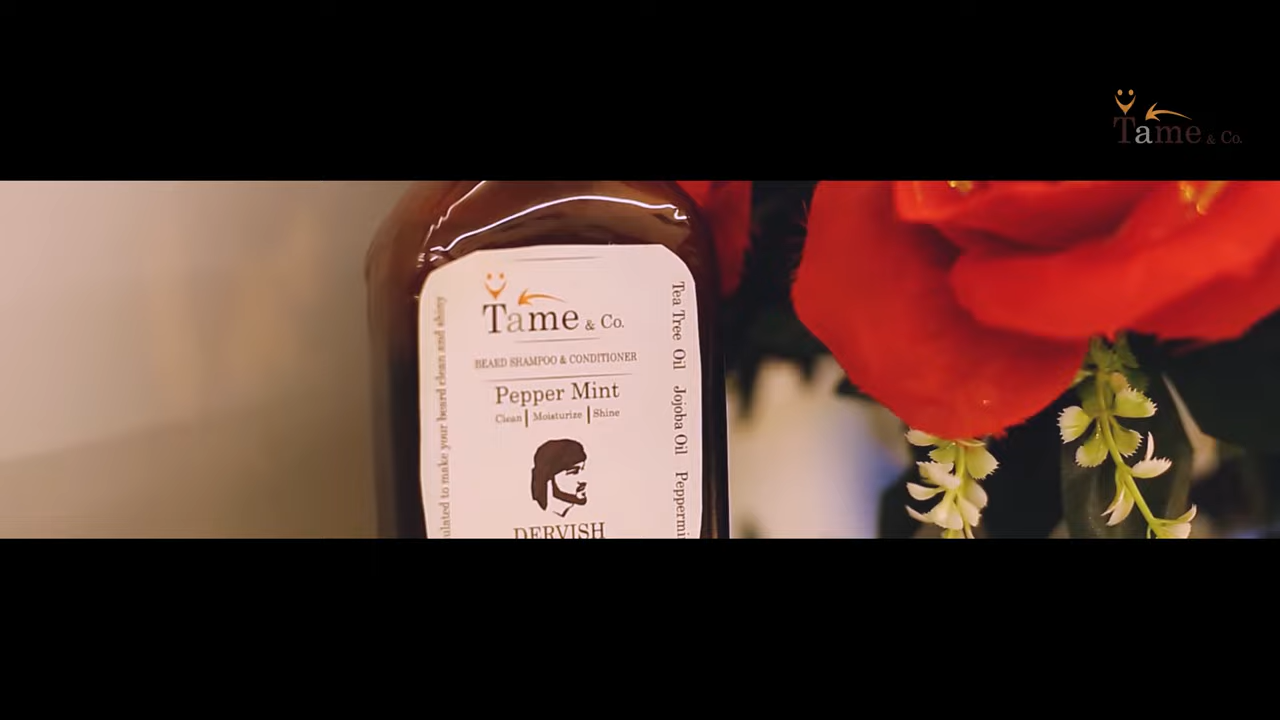 Tame & Co.
Tame & Co.
BEARD SHAMPOO & CONDITIONER
Pepper Mint
Clean | Moisturize | Shine
DERVISH
to make your beard clean and shiny
Tea Tree Oil Jojoba Oil